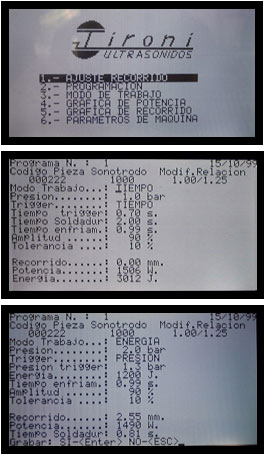 Tironi
ULTRASONIDOS
1.- AJUSTE RECORRIDO
2.- PROGRAMACION
3.- MODO DE TRABAJO
4.- GRAFICA DE POTENCIA
5.- GRAFICA DE RECORRIDO
6.- PARAMETROS DE MAQUINA
Programa N. : 1 15/10/99
Codigo Pieza Sonotrodo Modif.Relacion
000222 1000 1.00/1.25
Modo Trabajo...: TIEMPO
Presion........: 1.0 bar
Trigger........: TIEMPO
Tiempo trigger: 0.70 s.
Tiempo Soldadur: 2.00 s.
Tiempo enfriam.: 0.99 s.
Amplitud ......: 90 %
Tolerancia ....: 10 %
Recorrido......: 0.00 mm.
Potencia.......: 1506 W.
Energia........: 3012 J.
Programa N. : 1 15/10/99
Codigo Pieza Sonotrodo Modif.Relacion
000222 1000 1.00/1.25
Modo Trabajo...: ENERGIA
Presion........: bar
Trigger........: PRESION
Presion trigger: 1.3 bar
Energia........: 1200 J.
Tiempo enfriam.: 0.99 s.
Amplitud ......: 90 %
Tolerancia ....: 10 %
Recorrido......: 2.55 mm.
Potencia.......: 1490 W.
Tiempo Soldadur: 0.81 s.
Grabar: SI-(Enter) NO-(ESC)_